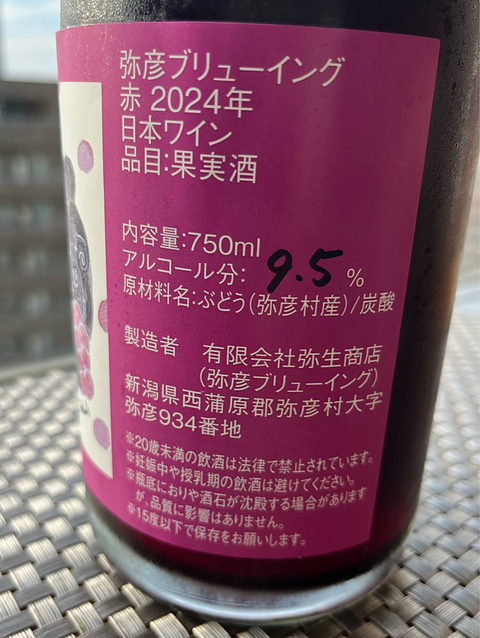 弥彦ブリューイング
赤 2024年
日本ワイン
品目:果実酒
内容量:750ml
アルコール分: 9.5 %
原材料名:ぶどう(弥彦村産)/炭酸
製造者 有限会社弥生商店
(弥彦ブリューイング)
新潟県西蒲原郡弥彦村大字
弥彦934番地
※20歳未満の飲酒は法律で禁止されています。
※妊娠中や授乳期の飲酒は避けてください。
※瓶底におりや酒石が沈殿する場合があります
が、品質に影響はありません。
※15度以下で保存をお願いします。